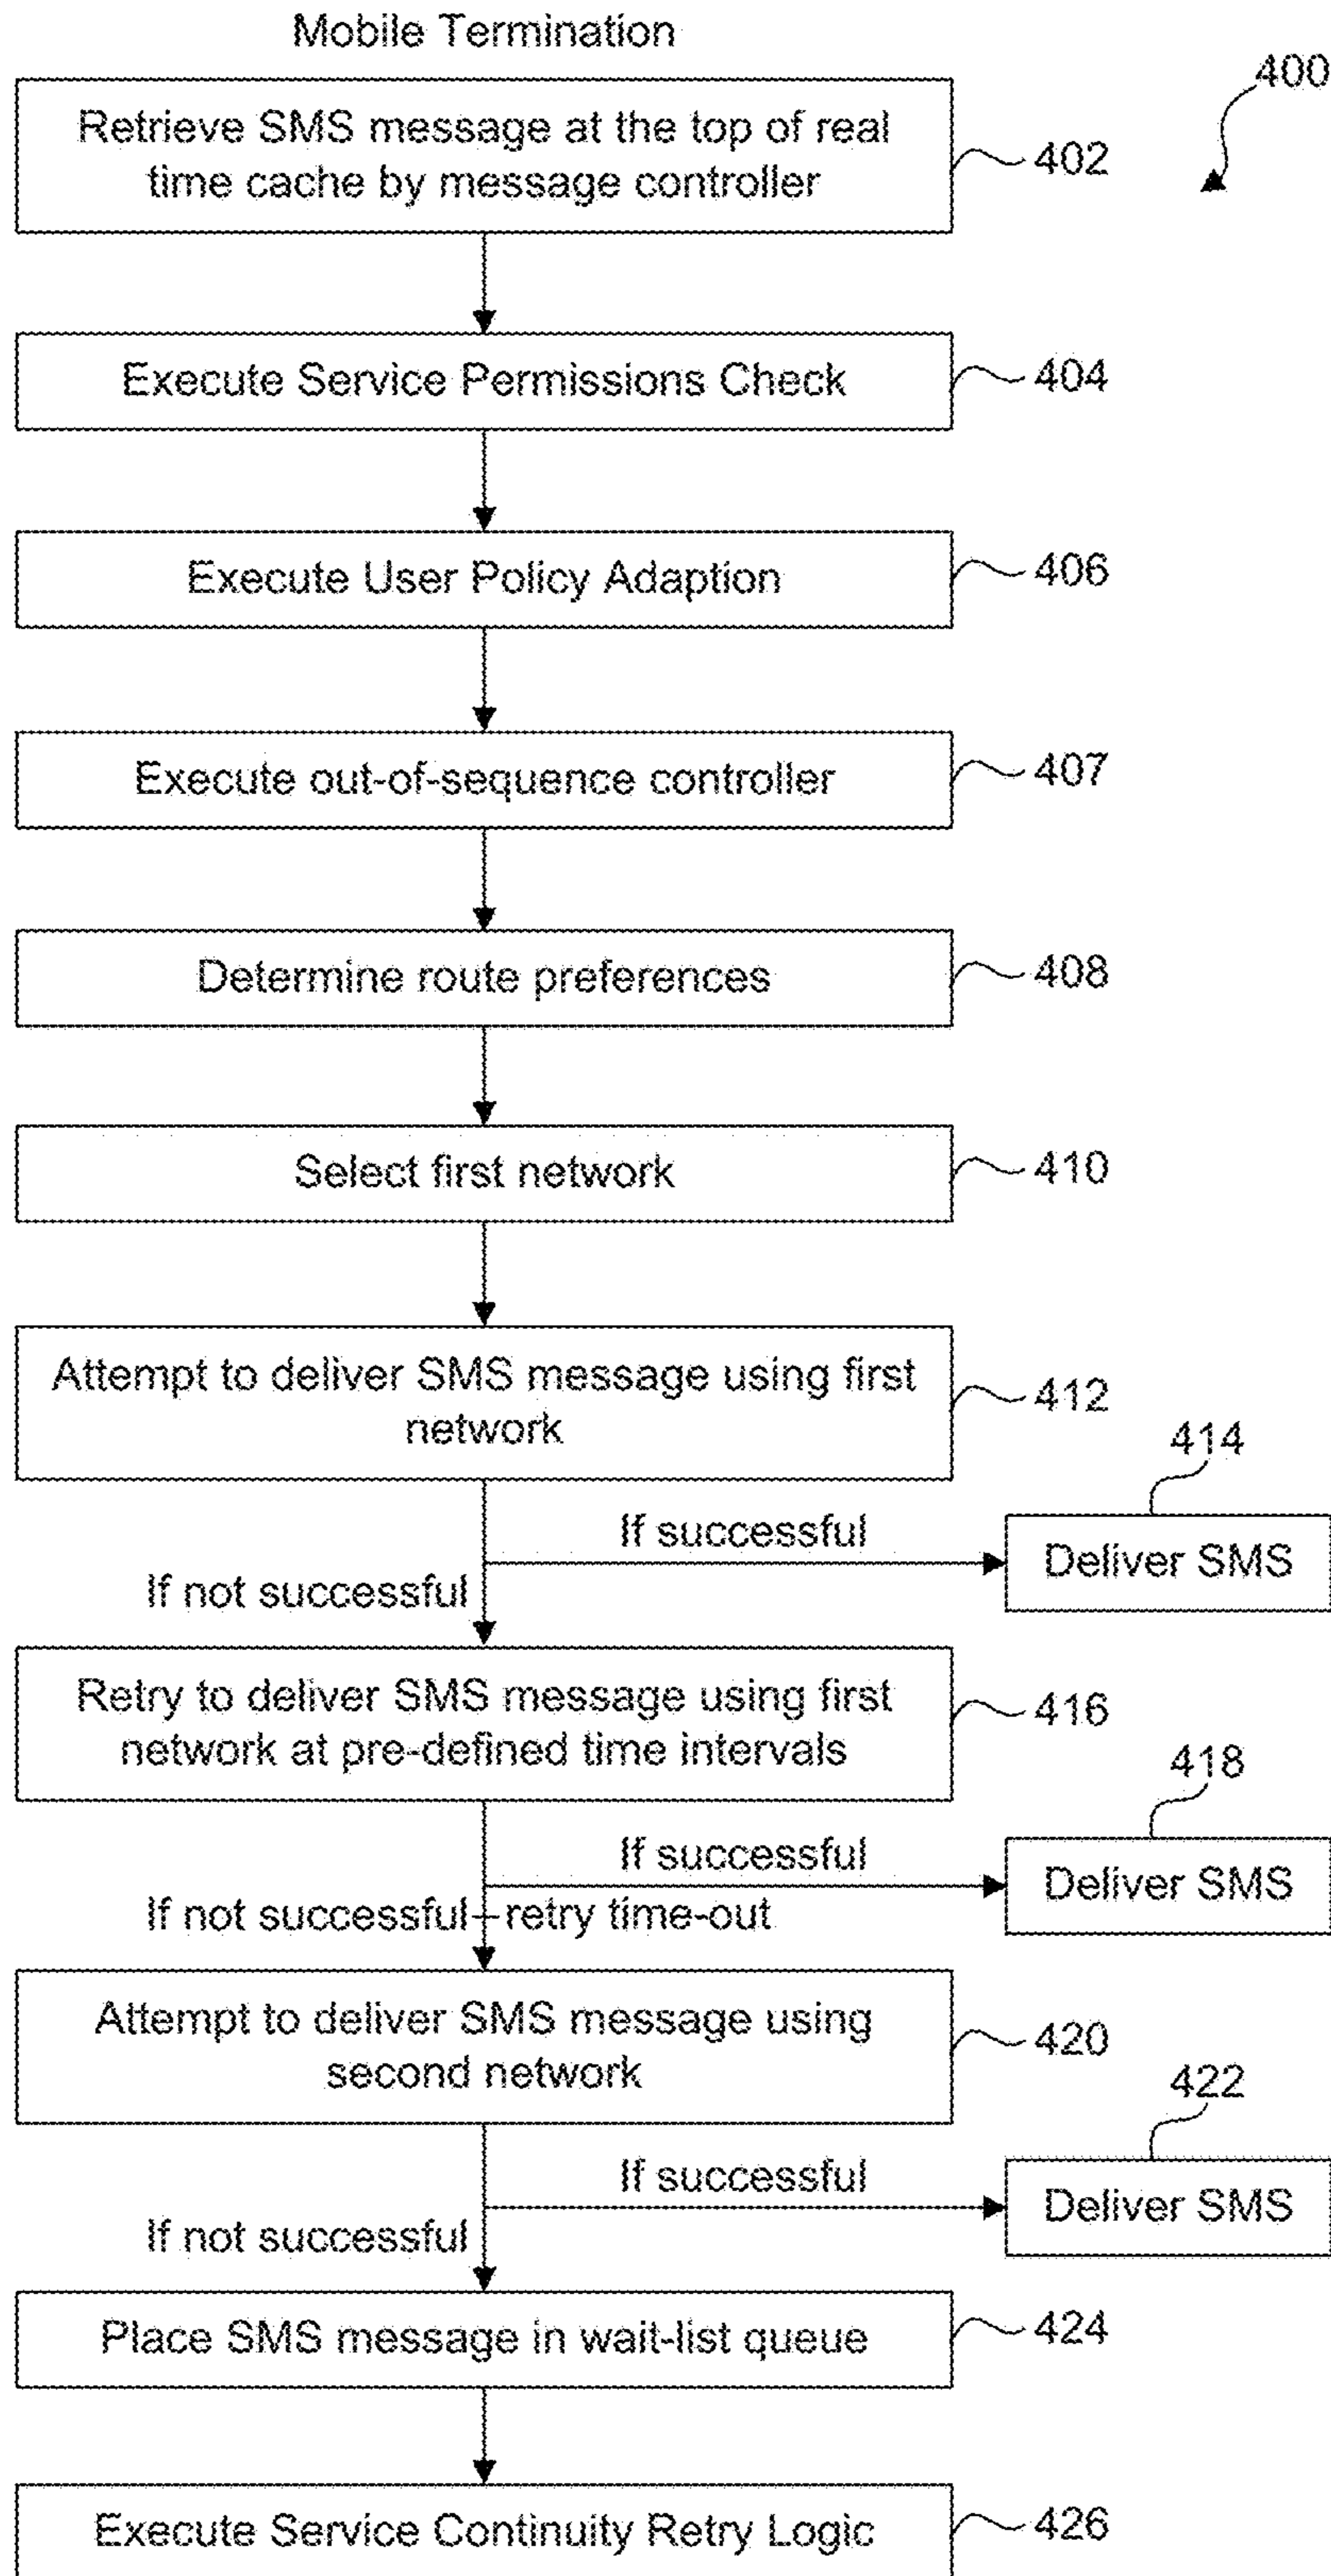 Mobile Termination
400
Retrieve SMS message at the top of real
time cache by message controller
402
Execute Service Permissions Check
404
Execute User Policy Adaption
406
Execute out-of-sequence controller
407
Determine route preferences
408
Select first network
410
Attempt to deliver SMS message using first
network
412
414
If successful
Deliver SMS
If not successful
Retry to deliver SMS message using first
network at pre-defined time intervals
416
418
If successful
Deliver SMS
If not successful - retry time-out
Attempt to deliver SMS message using
second network
420
422
If successful
Deliver SMS
If not successful
Place SMS message in wait-list queue
424
Execute Service Continuity Retry Logic
426